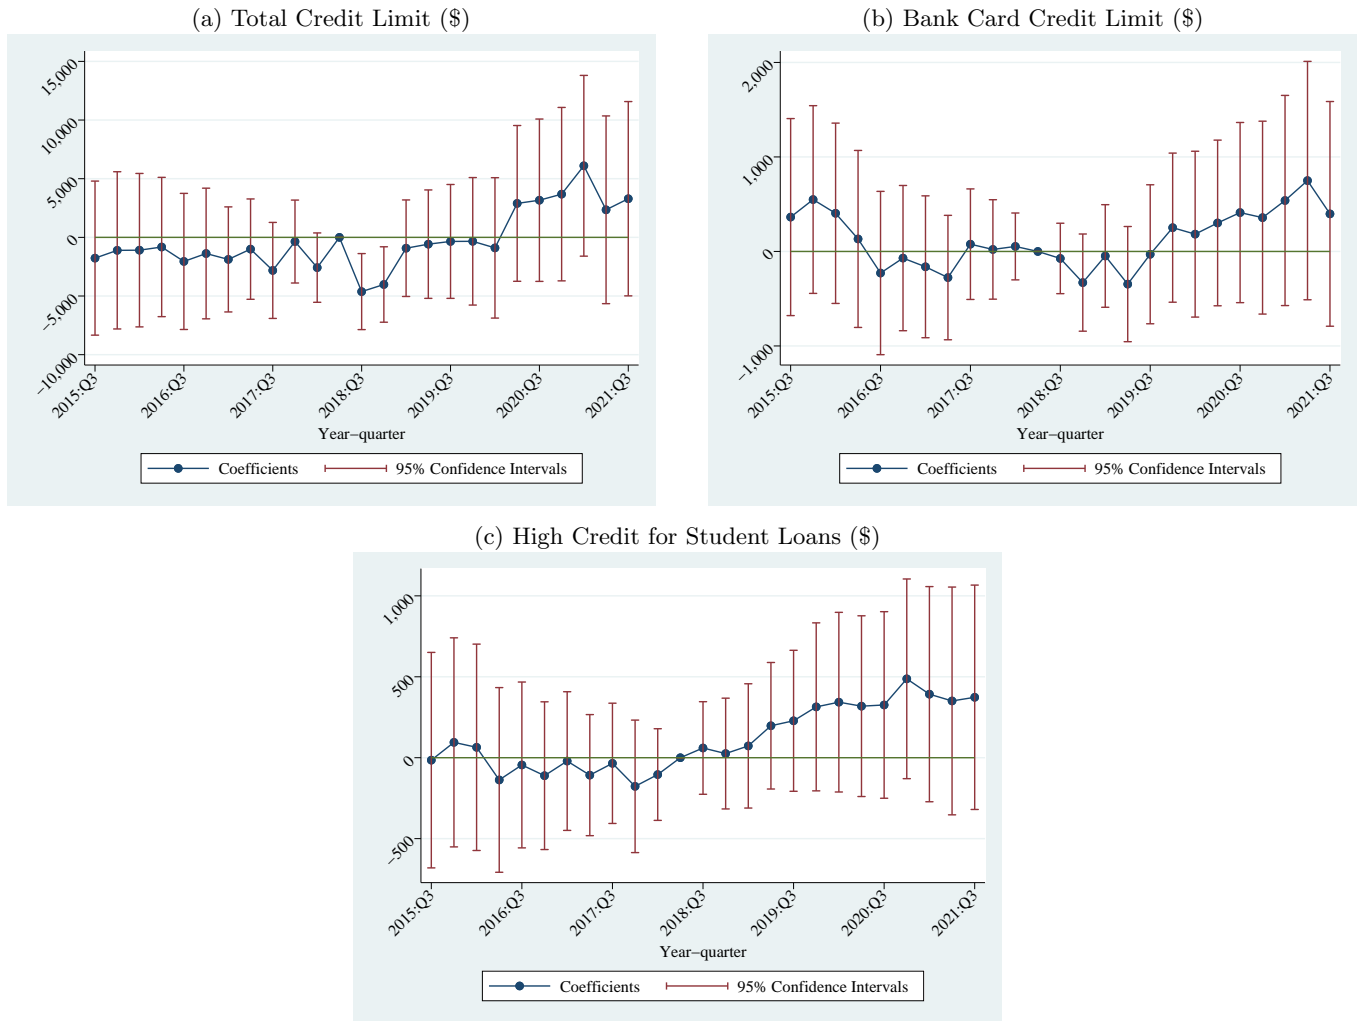 (a) Total Credit Limit ($)
15,000
10,000
5,000
0
−5,000
−10,000
2015:Q3
2016:Q3
2017:Q3
2018:Q3
2019:Q3
2020:Q3
2021:Q3
Year−quarter
Coefficients
95% Confidence Intervals
(b) Bank Card Credit Limit ($)
2,000
1,000
0
−1,000
2015:Q3
2016:Q3
2017:Q3
2018:Q3
2019:Q3
2020:Q3
2021:Q3
Year−quarter
Coefficients
95% Confidence Intervals
(c) High Credit for Student Loans ($)
1,000
500
0
−500
2015:Q3
2016:Q3
2017:Q3
2018:Q3
2019:Q3
2020:Q3
2021:Q3
Year−quarter
Coefficients
95% Confidence Intervals